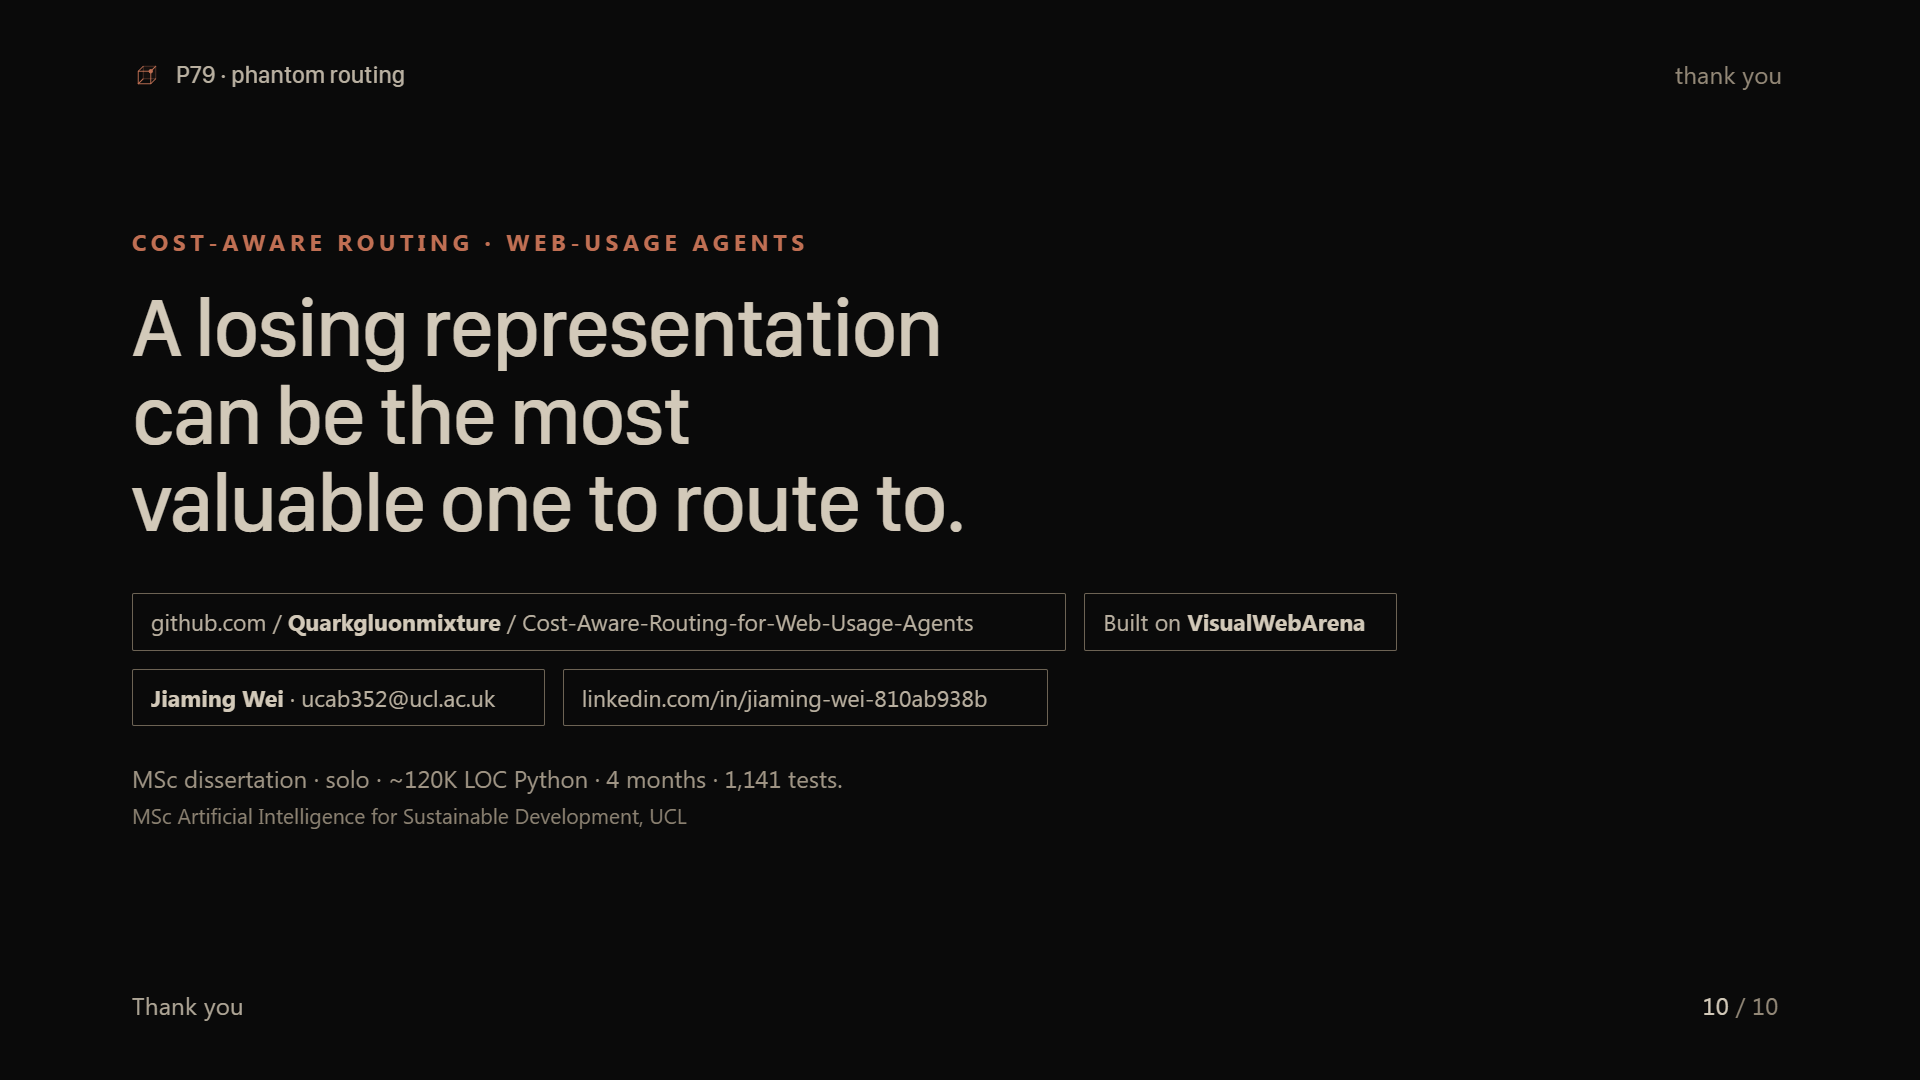 P79 · phantom routing
thank you
COST-AWARE ROUTING · WEB-USAGE AGENTS
A losing representation
can be the most
valuable one to route to.
github.com / Quarkgluonmixture / Cost-Aware-Routing-for-Web-Usage-Agents
Built on VisualWebArena
Jiaming Wei · ucab352@ucl.ac.uk
linkedin.com/in/jiaming-wei-810ab938b
MSc dissertation · solo · ~120K LOC Python · 4 months · 1,141 tests.
MSc Artificial Intelligence for Sustainable Development, UCL
Thank you
10 / 10